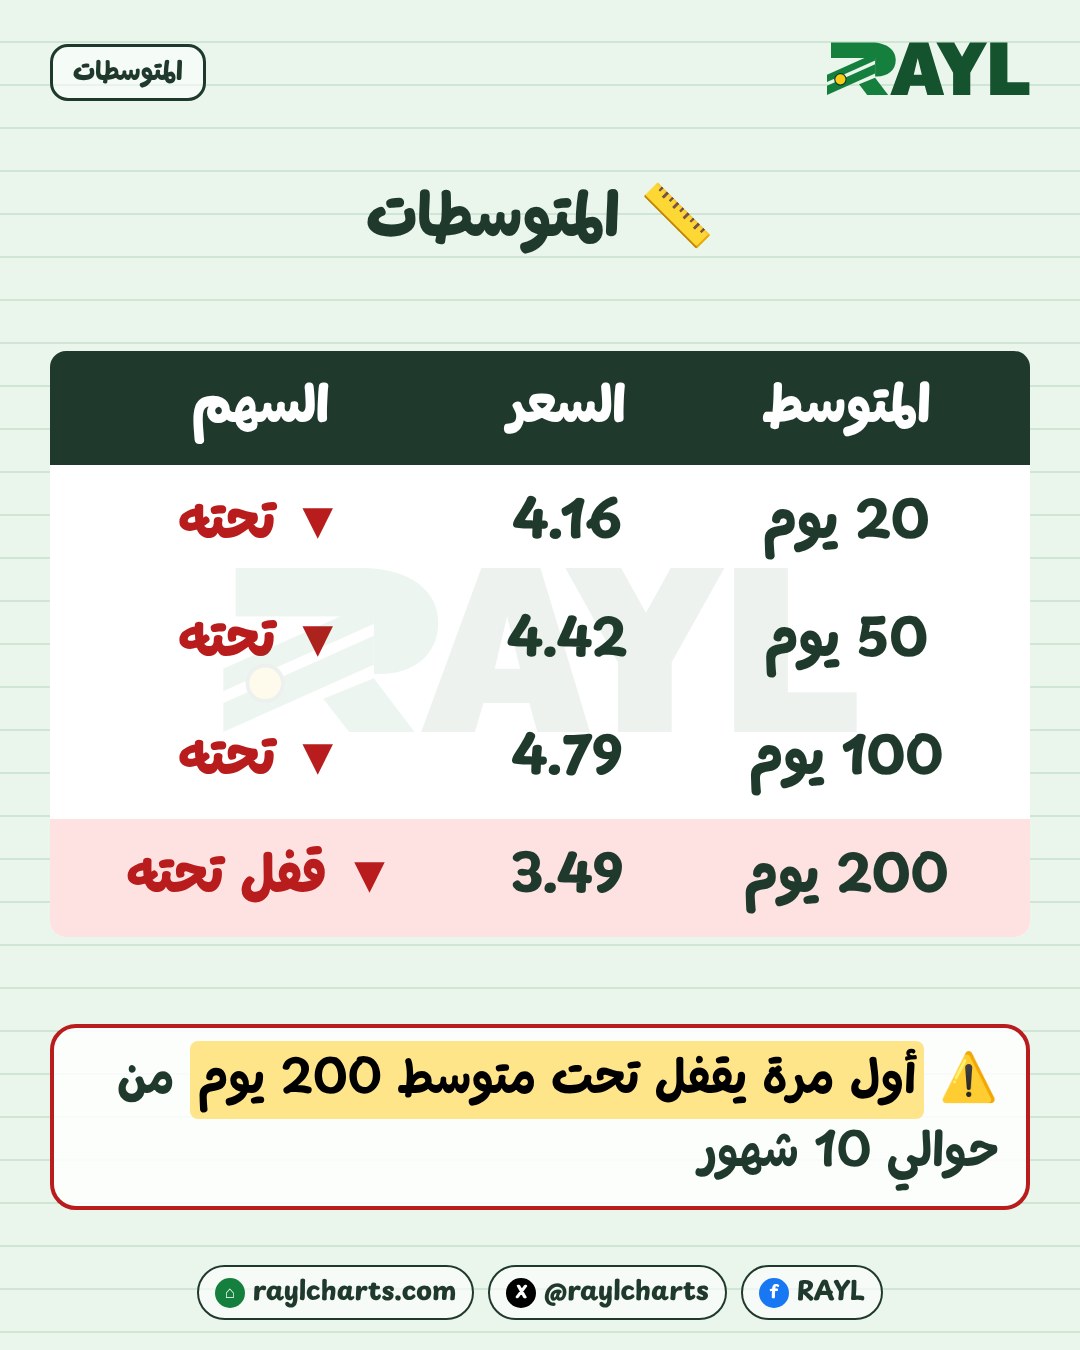 RAYL
المتوسطات
📏 المتوسطات
المتوسط السعر السهم
20 يوم 4.16 ▼ تحته
50 يوم 4.42 ▼ تحته
100 يوم 4.79 ▼ تحته
200 يوم 3.49 ▼ قفل تحته
RAYL
⚠️ أول مرة يقفل تحت متوسط 200 يوم من
حوالي 10 شهور
raylcharts.com X @raylcharts f RAYL